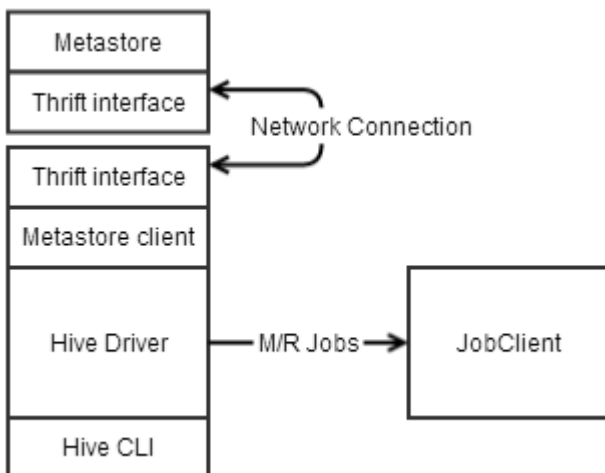 Metastore
Thrift interface
Network Connection
Thrift interface
Metastore client
Hive Driver
M/R Jobs
JobClient
Hive CLI